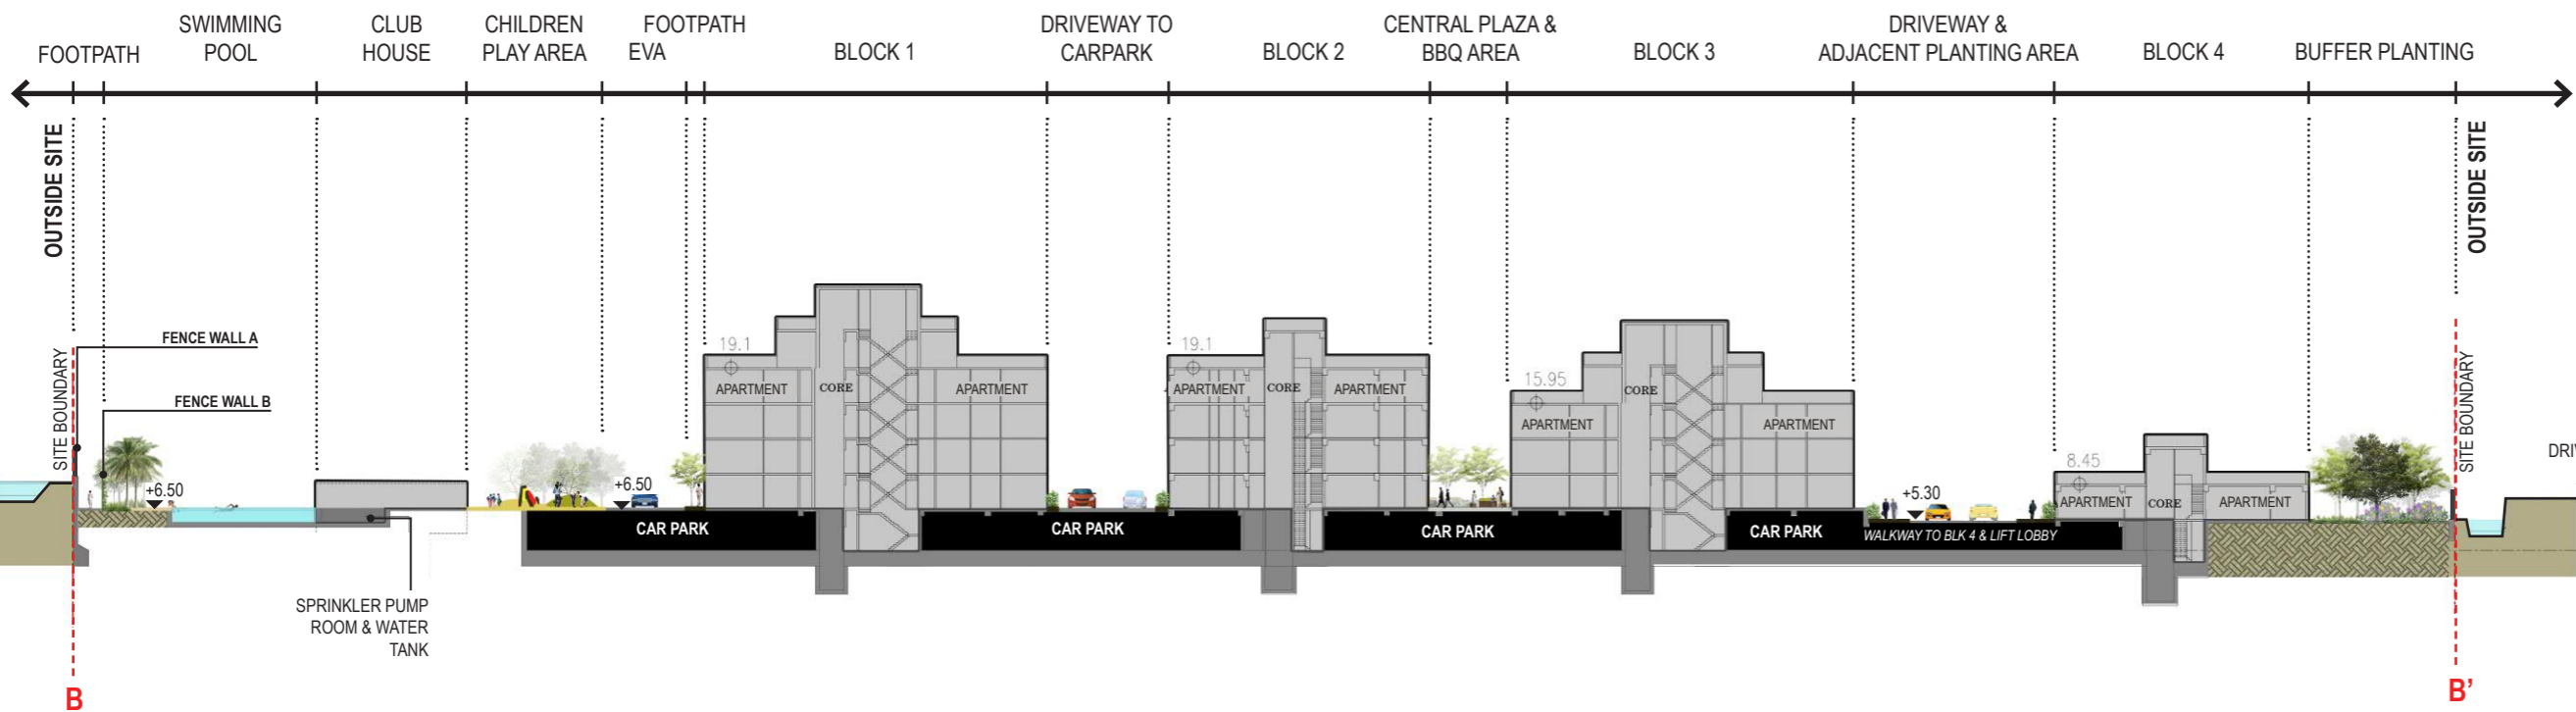 SWIMMING
POOL
CLUB
HOUSE
CHILDREN
PLAY AREA
FOOTPATH
EVA
DRIVEWAY TO
CARPARK
CENTRAL PLAZA &
BBQ AREA
DRIVEWAY &
ADJACENT PLANTING AREA
FOOTPATH
BLOCK 1
BLOCK 2
BLOCK 3
BLOCK 4
BUFFER PLANTING
OUTSIDE SITE
OUTSIDE SITE
SITE BOUNDARY
SITE BOUNDARY
FENCE WALL A
FENCE WALL B
+6.50
+6.50
19.1
APARTMENT
CORE
APARTMENT
19.1
APARTMENT
CORE
APARTMENT
15.95
APARTMENT
CORE
APARTMENT
+5.30
8.45
APARTMENT
CORE
APARTMENT
DRI
CAR PARK
CAR PARK
CAR PARK
CAR PARK
WALKWAY TO BLK 4 & LIFT LOBBY
SPRINKLER PUMP
ROOM & WATER
TANK
B
B’